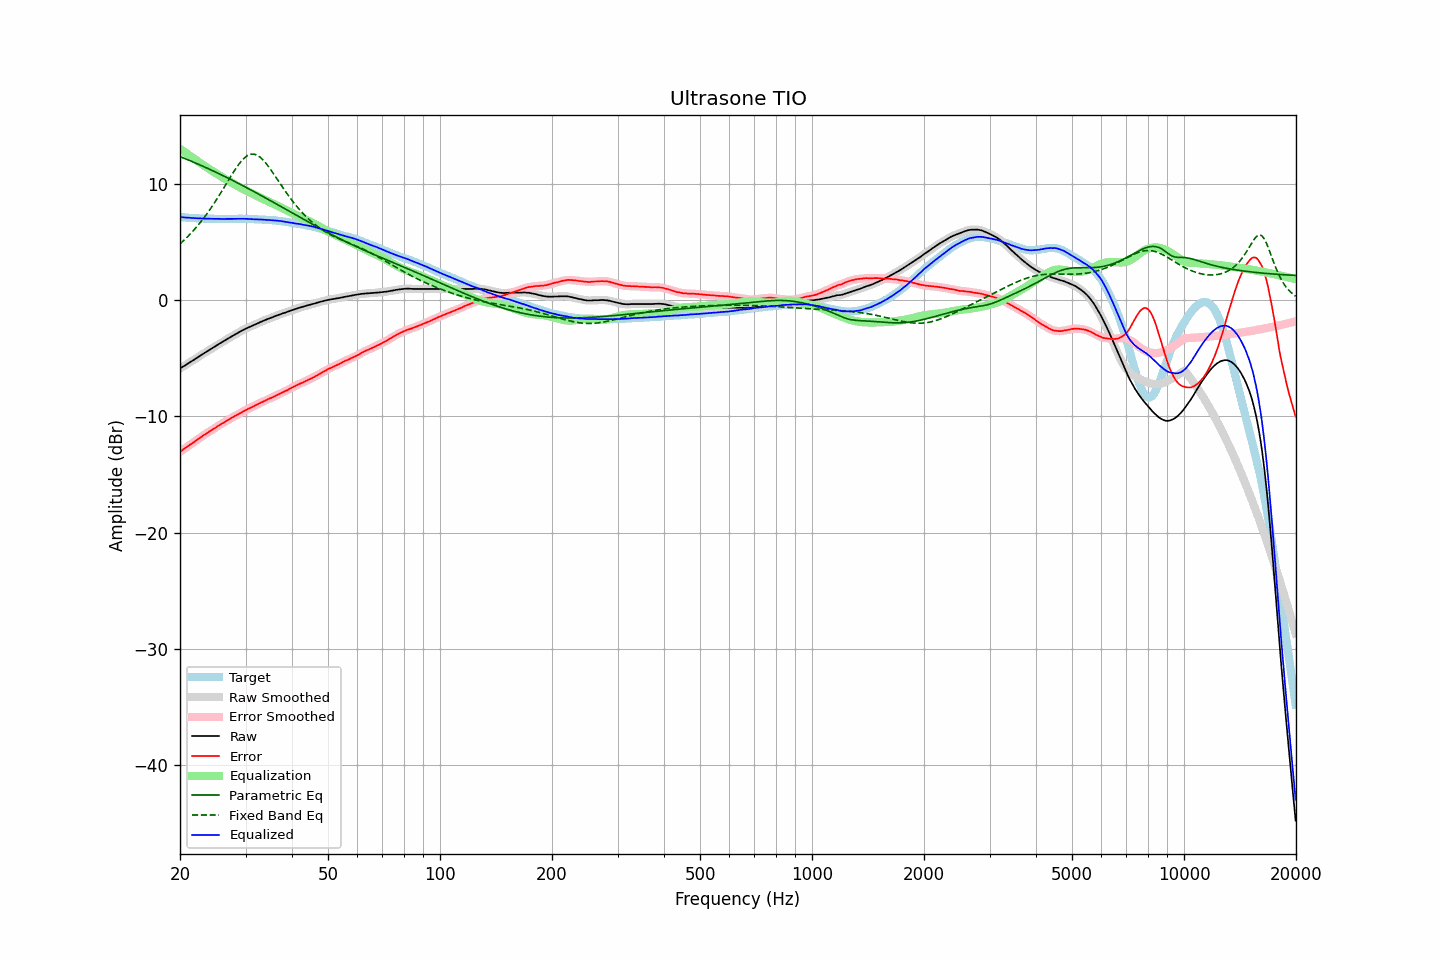 Ultrasone TIO
Amplitude (dBr)
10
0
−10
−20
−30
−40
Target
Raw Smoothed
Error Smoothed
Raw
Error
Equalization
Parametric Eq
Fixed Band Eq
Equalized
20 50 100 200 500 1000 2000 5000 10000 20000
Frequency (Hz)